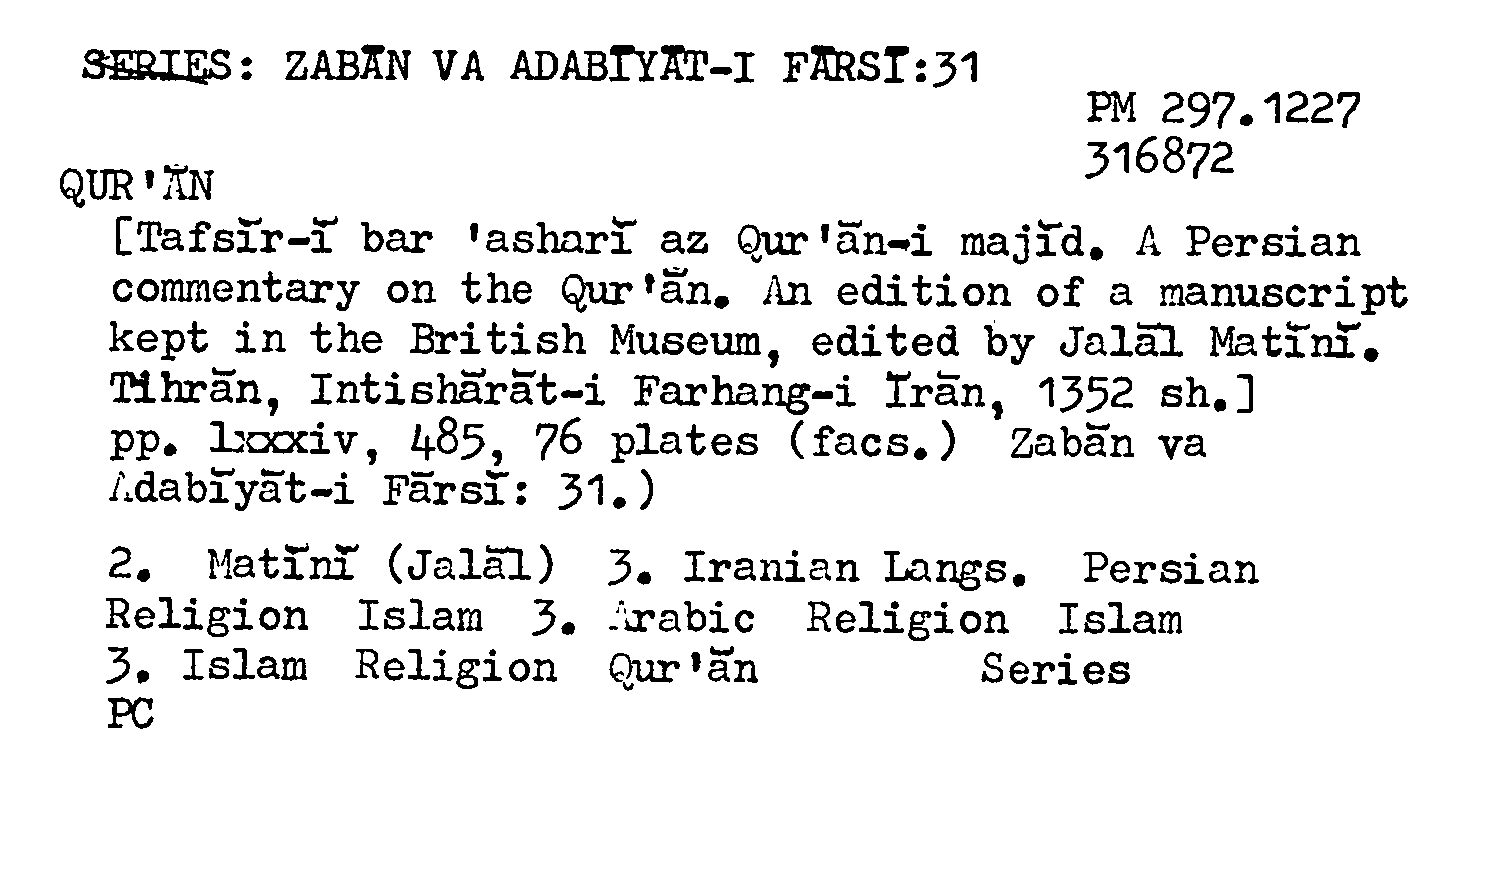 SERIES: ZABĀN VA ADABĪYĀT-I FĀRSĪ:31
PM 297.1227
316872
QUR'ĀN
[Tafsīr-ī bar 'asharī az Qur'ān-i majīd. A Persian
commentary on the Qur'ān. An edition of a manuscript
kept in the British Museum, edited by Jalāl Matīnī.
Tihrān, Intishārāt-i Farhang-i Īrān, 1352 sh.]
pp. lxxxiv, 485, 76 plates (facs.) Zabān va
Adabīyāt-i Fārsī: 31.)
2. Matīnī (Jalāl) 3. Iranian Langs. Persian
Religion Islam 3. Arabic Religion Islam
3. Islam Religion Qur'ān Series
PC